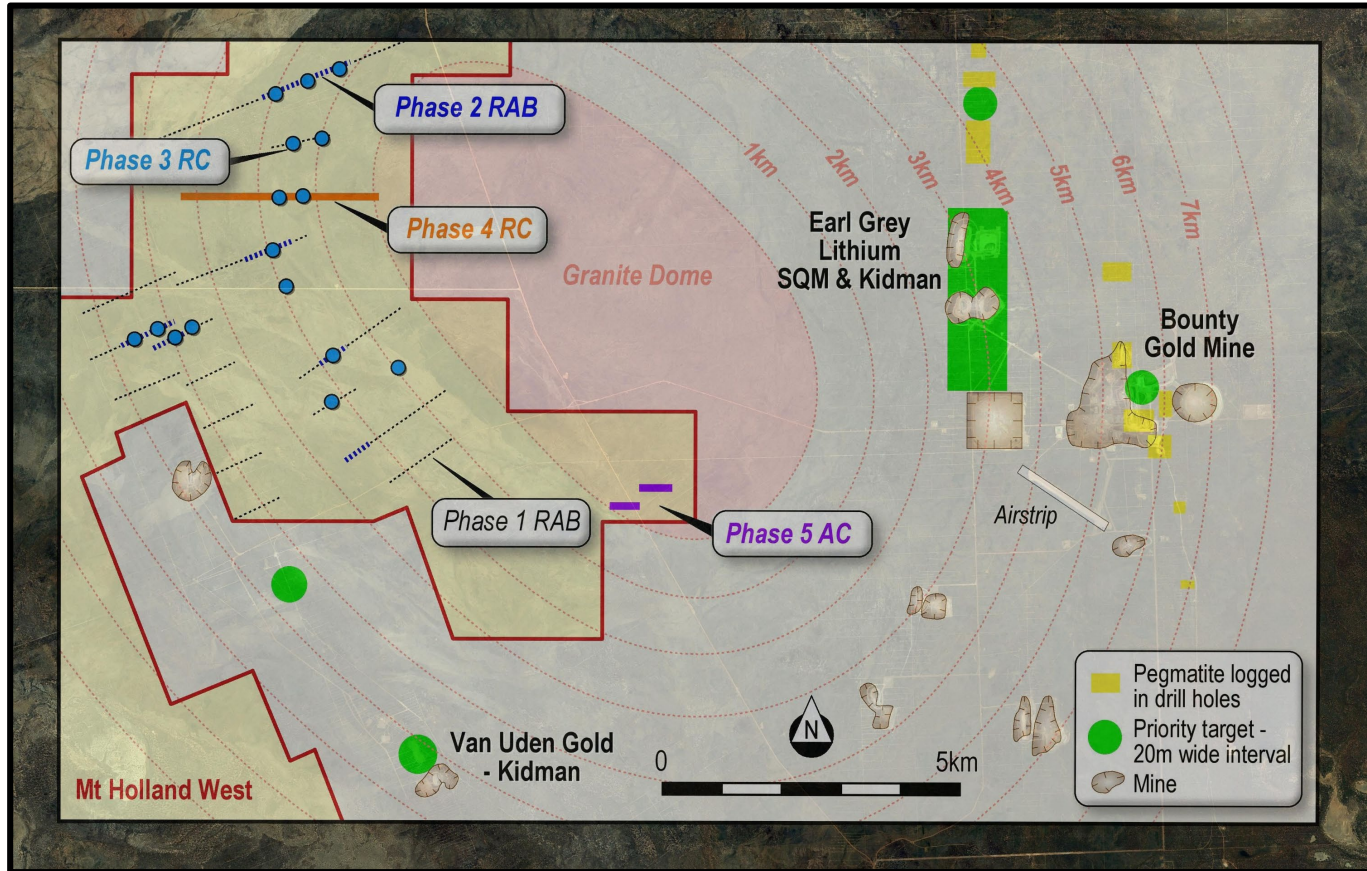 Phase 2 RAB
Phase 3 RC
Phase 4 RC
Granite Dome
1km
2km
3km
4km
5km
6km
7km
Earl Grey
Lithium
SQM & Kidman
Bounty
Gold Mine
Phase 1 RAB
Phase 5 AC
Airstrip
Van Uden Gold
- Kidman
Mt Holland West
N
0
5km
Pegmatite logged
in drill holes
Priority target -
20m wide interval
Mine